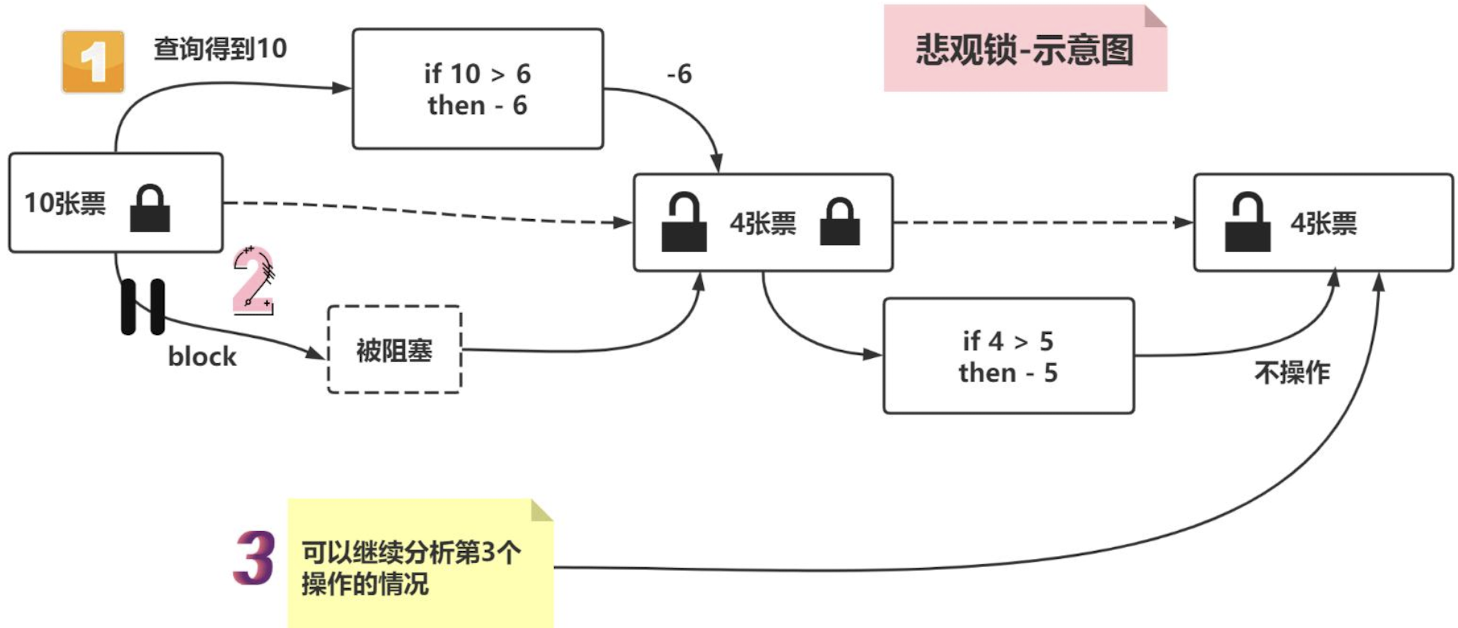 悲观锁-示意图
1
查询得到10
if 10 > 6
then - 6
-6
10张票
4张票
4张票
2
block
被阻塞
if 4 > 5
then - 5
不操作
3
可以继续分析第3个
操作的情况